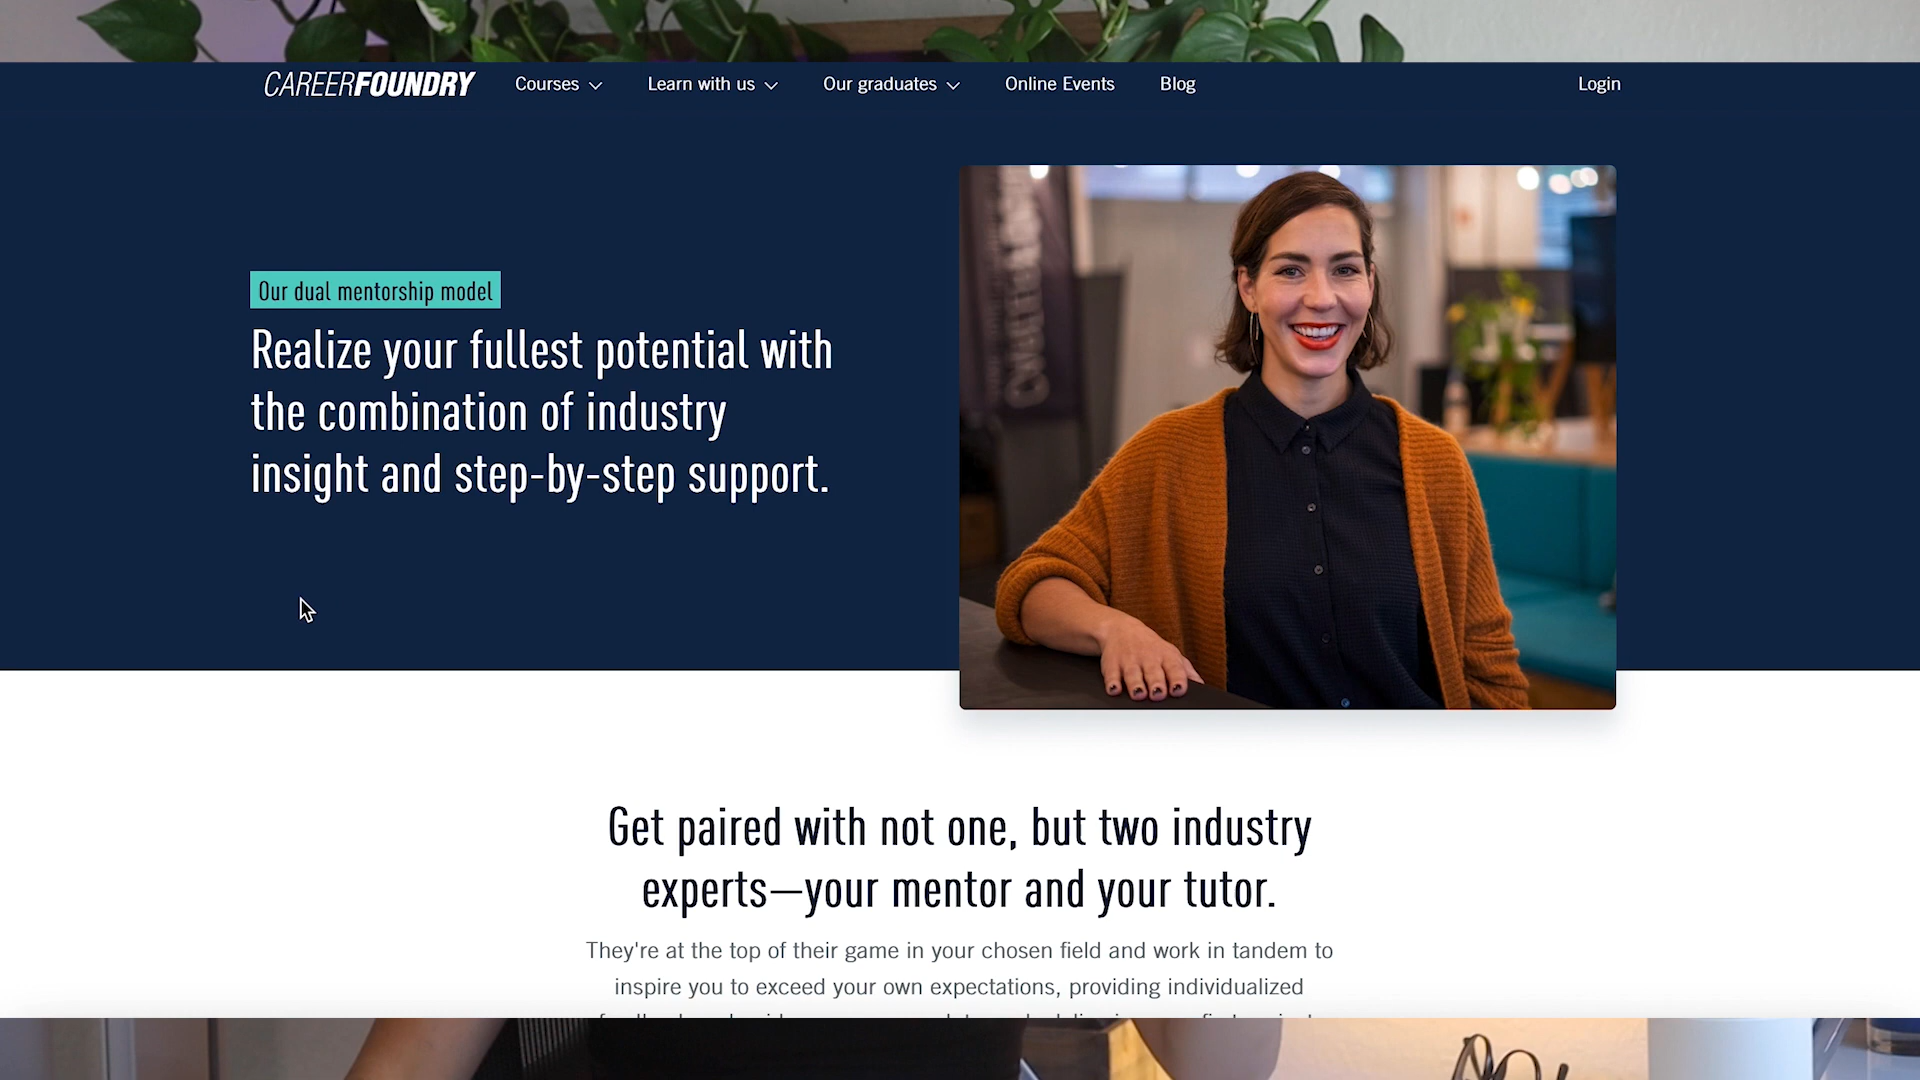 CAREERFOUNDRY Courses Learn with us Our graduates Online Events Blog Login
Our dual mentorship model
Realize your fullest potential with
the combination of industry
insight and step-by-step support.
Get paired with not one, but two industry
experts—your mentor and your tutor.
They're at the top of their game in your chosen field and work in tandem to
inspire you to exceed your own expectations, providing individualized